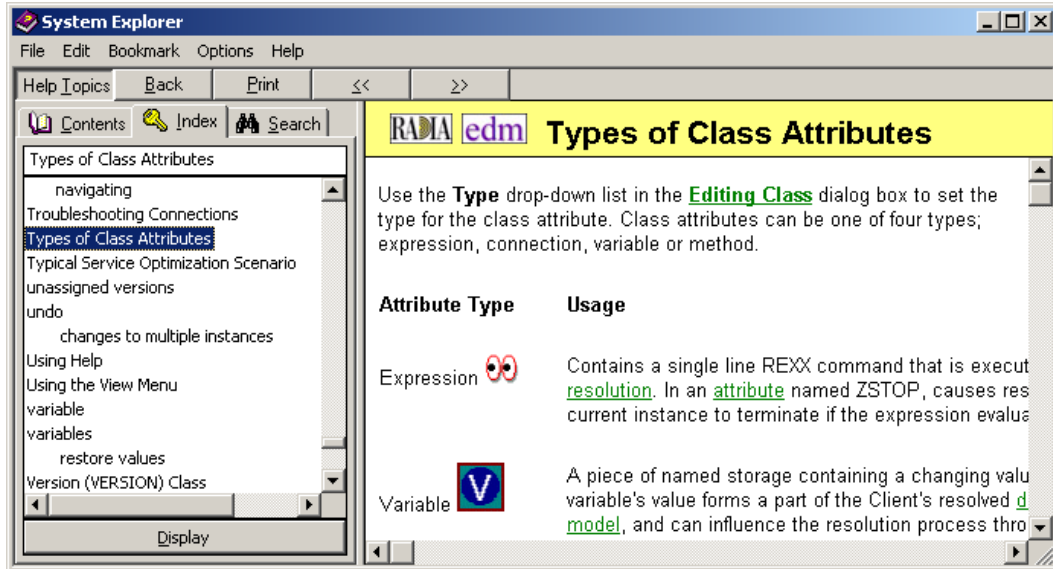 System Explorer
File Edit Bookmark Options Help
Help Topics Back Print << >>
Contents Index Search
Types of Class Attributes
navigating
Troubleshooting Connections
Types of Class Attributes
Typical Service Optimization Scenario
unassigned versions
undo
changes to multiple instances
Using Help
Using the View Menu
variable
variables
restore values
Version (VERSION) Class
Display
RADIA edm Types of Class Attributes
Use the Type drop-down list in the Editing Class dialog box to set the
type for the class attribute. Class attributes can be one of four types;
expression, connection, variable or method.
Attribute Type Usage
Expression
Contains a single line REXX command that is execut
resolution. In an attribute named ZSTOP, causes res
current instance to terminate if the expression evalua
Variable V
A piece of named storage containing a changing valu
variable's value forms a part of the Client's resolved d
model, and can influence the resolution process thro